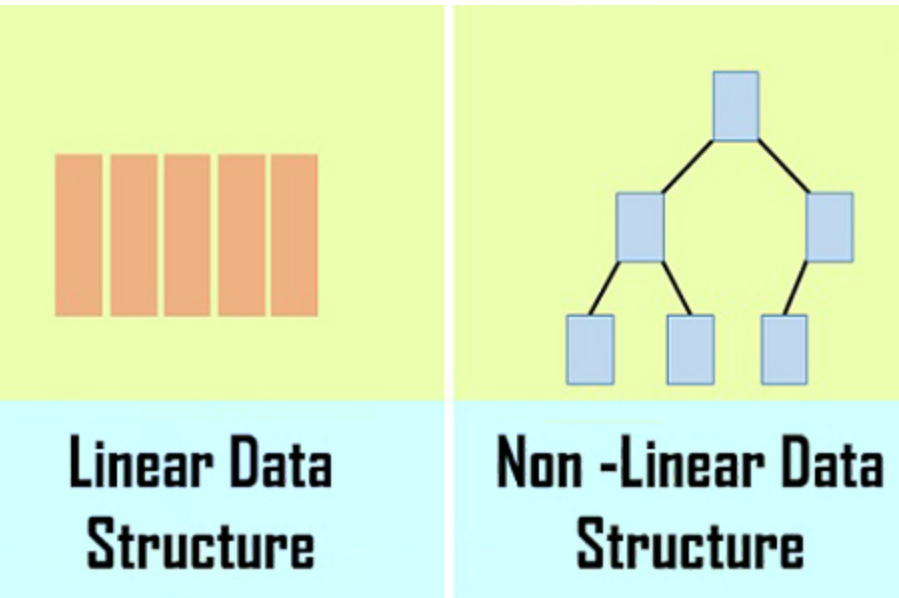 Linear Data
Structure
Non -Linear Data
Structure